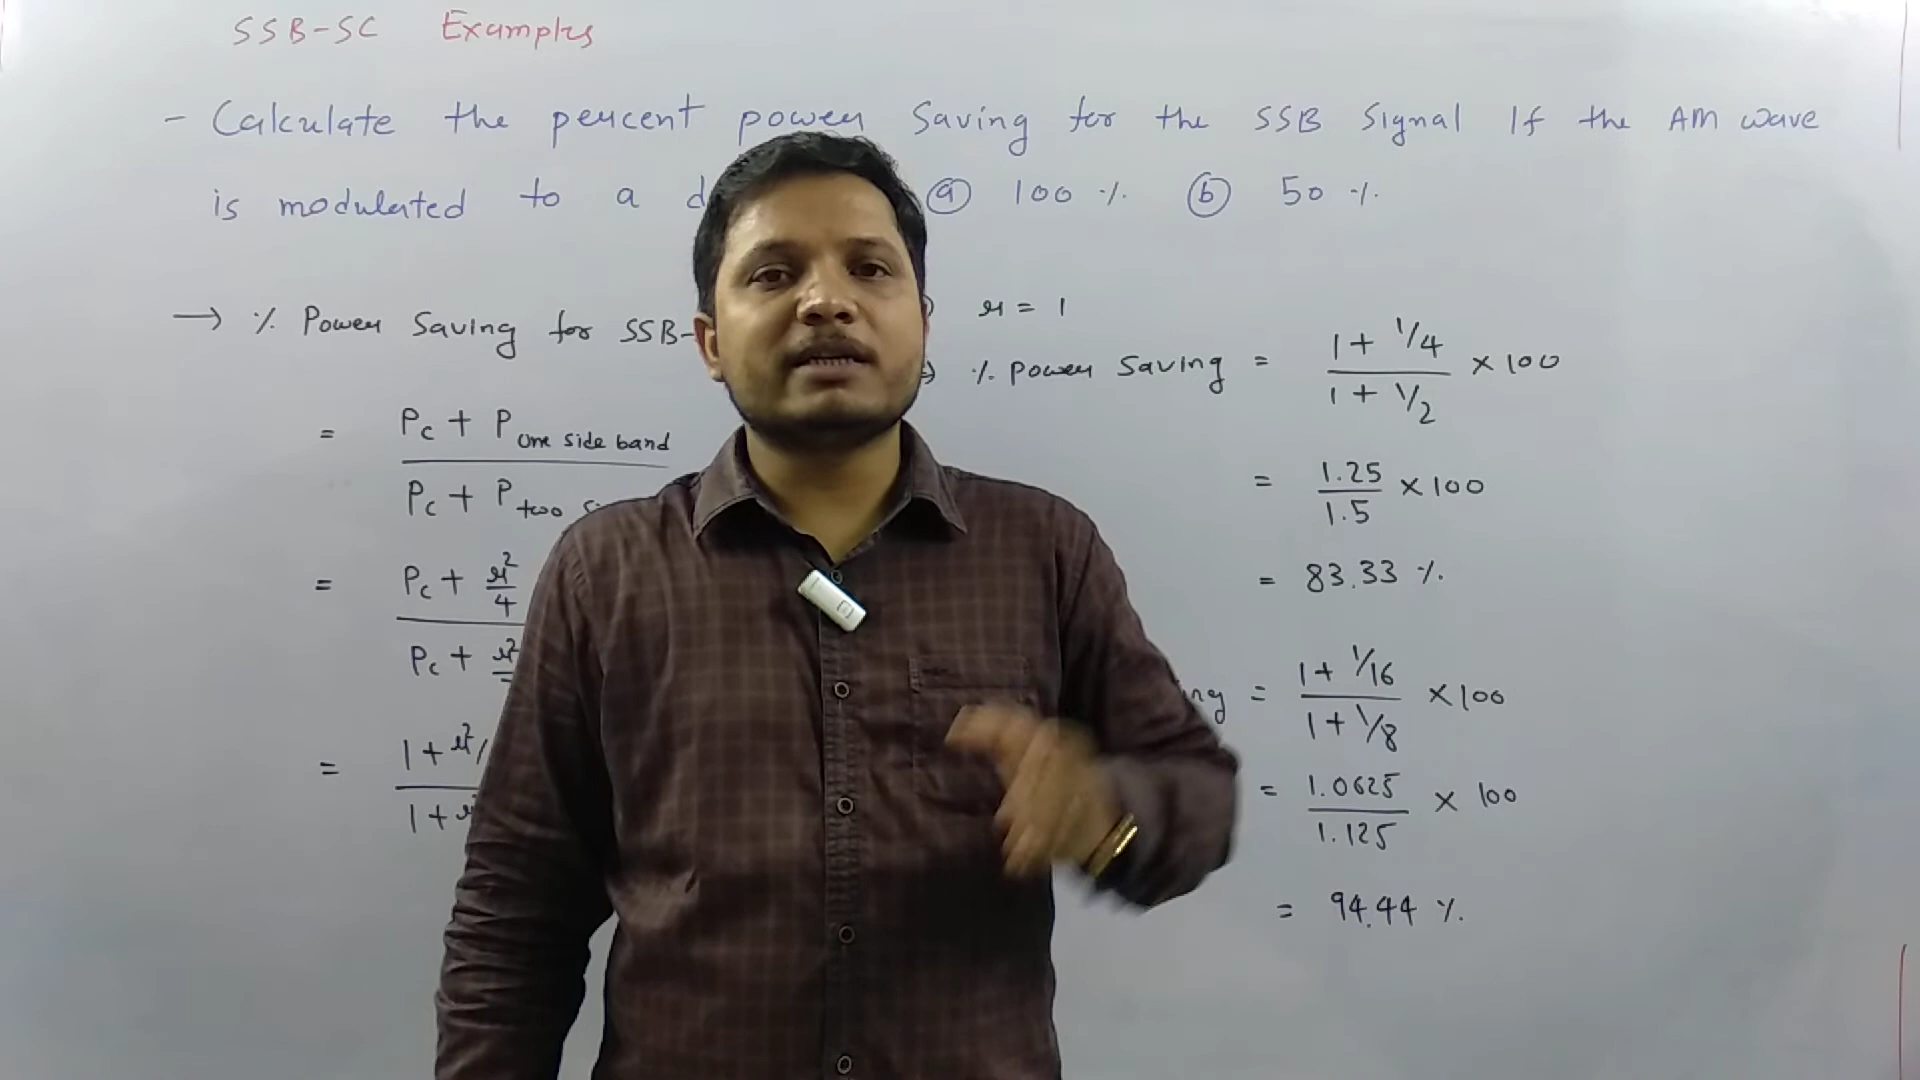 SSB-SC Examples
- Calculate the percent power Saving for the SSB Signal If the AM wave
is modulated to a d ⓐ 100 % ⓑ 50 %.
→ % Power Saving for SSB-
= Pc + P one side band
Pc + P two
= Pc + μ²/4
Pc + μ²
= 1 + μ²/
1 + μ
μ = 1
⇒ % power Saving = 1 + 1/4 / 1 + 1/2 × 100
= 1.25 / 1.5 × 100
= 83.33 %.
ing = 1 + 1/16 / 1 + 1/8 × 100
= 1.0625 / 1.125 × 100
= 94.44 %.